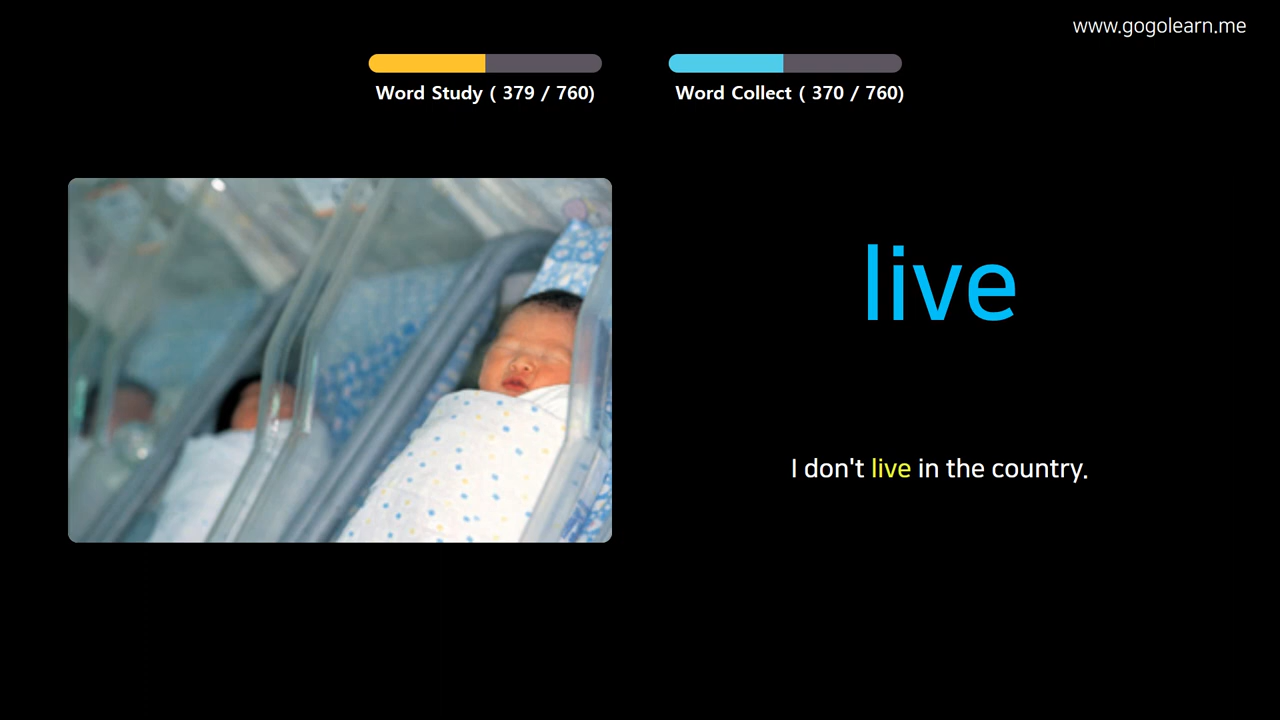 www.gogolearn.me
Word Study ( 379 / 760)
Word Collect ( 370 / 760)
live
I don't live in the country.